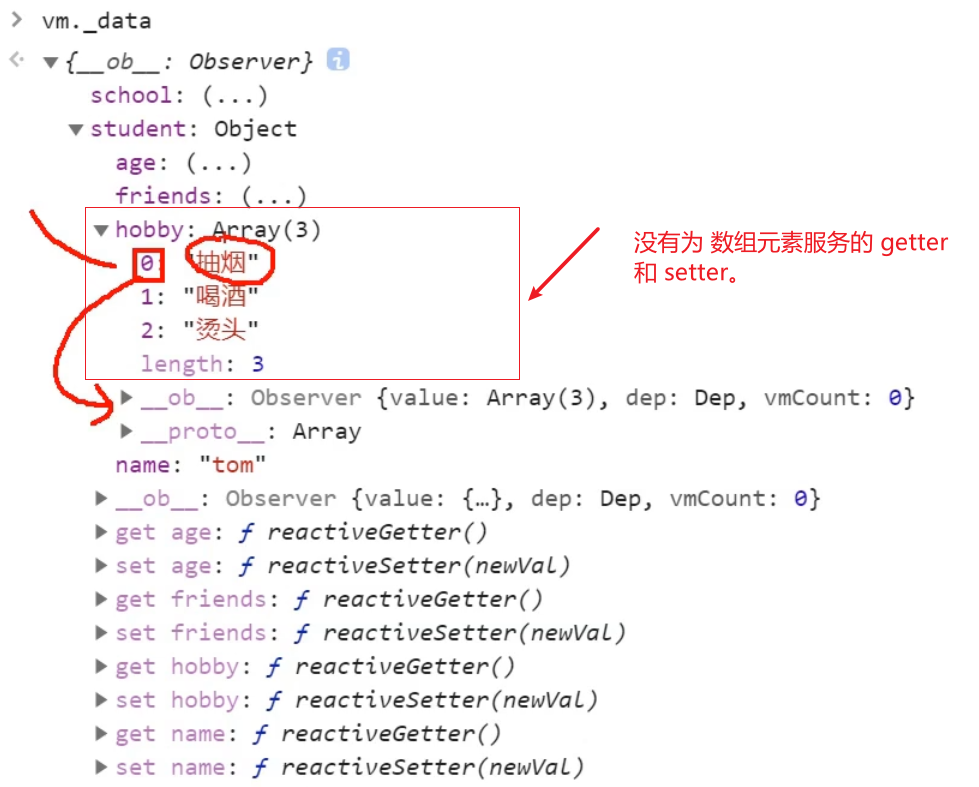 > vm._data
{__ob__: Observer} i
school: (...)
student: Object
age: (...)
friends: (...)
hobby: Array(3)
0: "抽烟"
1: "喝酒"
2: "烫头"
length: 3
__ob__: Observer {value: Array(3), dep: Dep, vmCount: 0}
__proto__: Array
name: "tom"
__ob__: Observer {value: {…}, dep: Dep, vmCount: 0}
get age: ƒ reactiveGetter()
set age: ƒ reactiveSetter(newVal)
get friends: ƒ reactiveGetter()
set friends: ƒ reactiveSetter(newVal)
get hobby: ƒ reactiveGetter()
set hobby: ƒ reactiveSetter(newVal)
get name: ƒ reactiveGetter()
set name: ƒ reactiveSetter(newVal)
没有为 数组元素服务的 getter
和 setter。